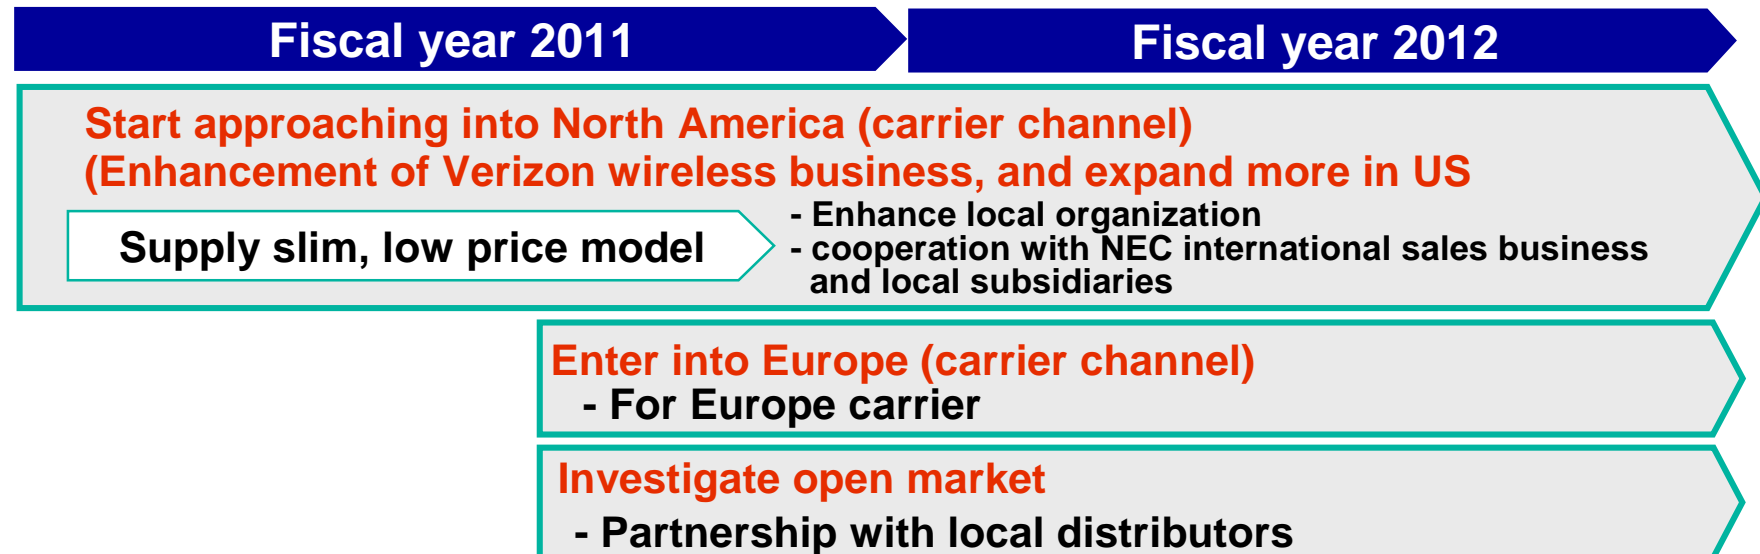 Fiscal year 2011
Fiscal year 2012
Start approaching into North America (carrier channel)
(Enhancement of Verizon wireless business, and expand more in US
Supply slim, low price model
- Enhance local organization
- cooperation with NEC international sales business
and local subsidiaries
Enter into Europe (carrier channel)
- For Europe carrier
Investigate open market
- Partnership with local distributors